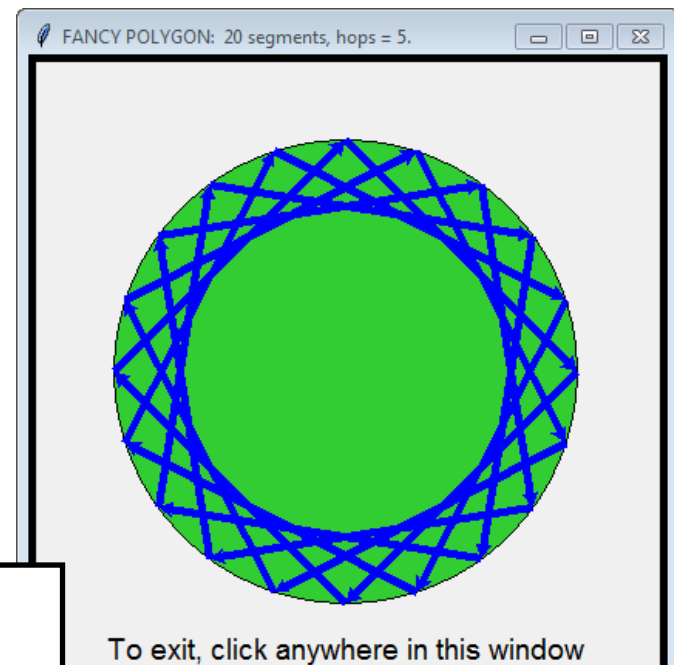 FANCY POLYGON:  20 segments, hops = 5.
To exit, click anywhere in this window